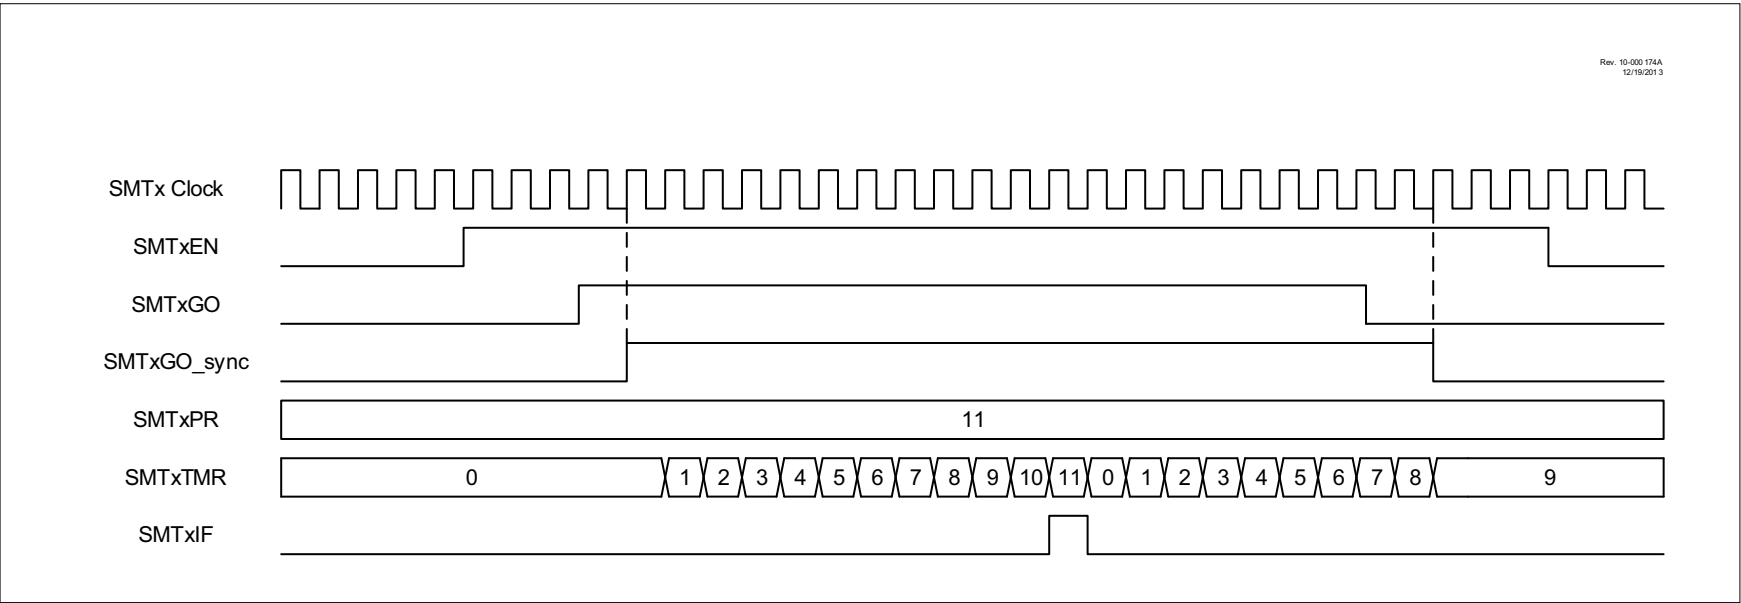 Rev. 10-000 174A
12/19/201 3
SMTx Clock
SMTxEN
SMTxGO
SMTxGO_sync
SMTxPR
11
SMTxTMR
0 1 2 3 4 5 6 7 8 9 10 11 0 1 2 3 4 5 6 7 8 9
SMTxIF